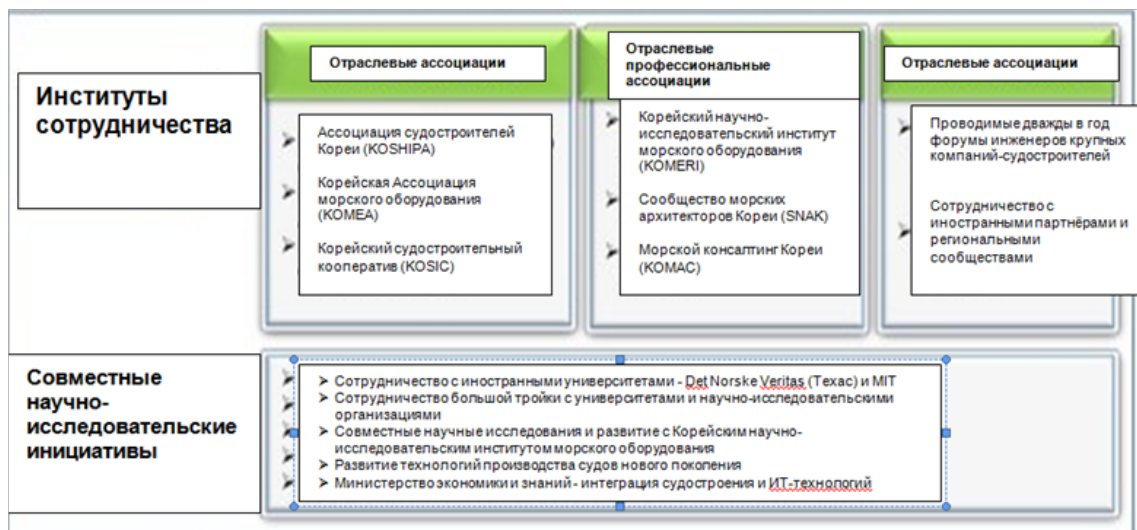 Институты
сотрудничества
Отраслевые ассоциации
Ассоциация судостроителей
Кореи (KOSHIPA)
Корейская Ассоциация
морского оборудования
(KOMEA)
Корейский судостроительный
кооператив (KOSIC)
Отраслевые
профессиональные
ассоциации
Корейский научно-
исследовательский институт
морского оборудования
(KOMERI)
Сообщество морских
архитекторов Кореи (SNAK)
Морской консалтинг Кореи
(KOMAC)
Отраслевые ассоциации
Проводимые дважды в год
форумы инженеров крупных
компаний-судостроителей
Сотрудничество с
иностранными партнёрами и
региональными
сообществами
Совместные
научно-
исследовательские
инициативы
Сотрудничество с иностранными университетами - Det Norske Veritas (Техас) и MIT
Сотрудничество большой тройки с университетами и научно-исследовательскими
организациями
Совместные научные исследования и развитие с Корейским научно-
исследовательским институтом морского оборудования
Развитие технологий производства судов нового поколения
Министерство экономики и знаний - интеграция судостроения и ИТ-технологий